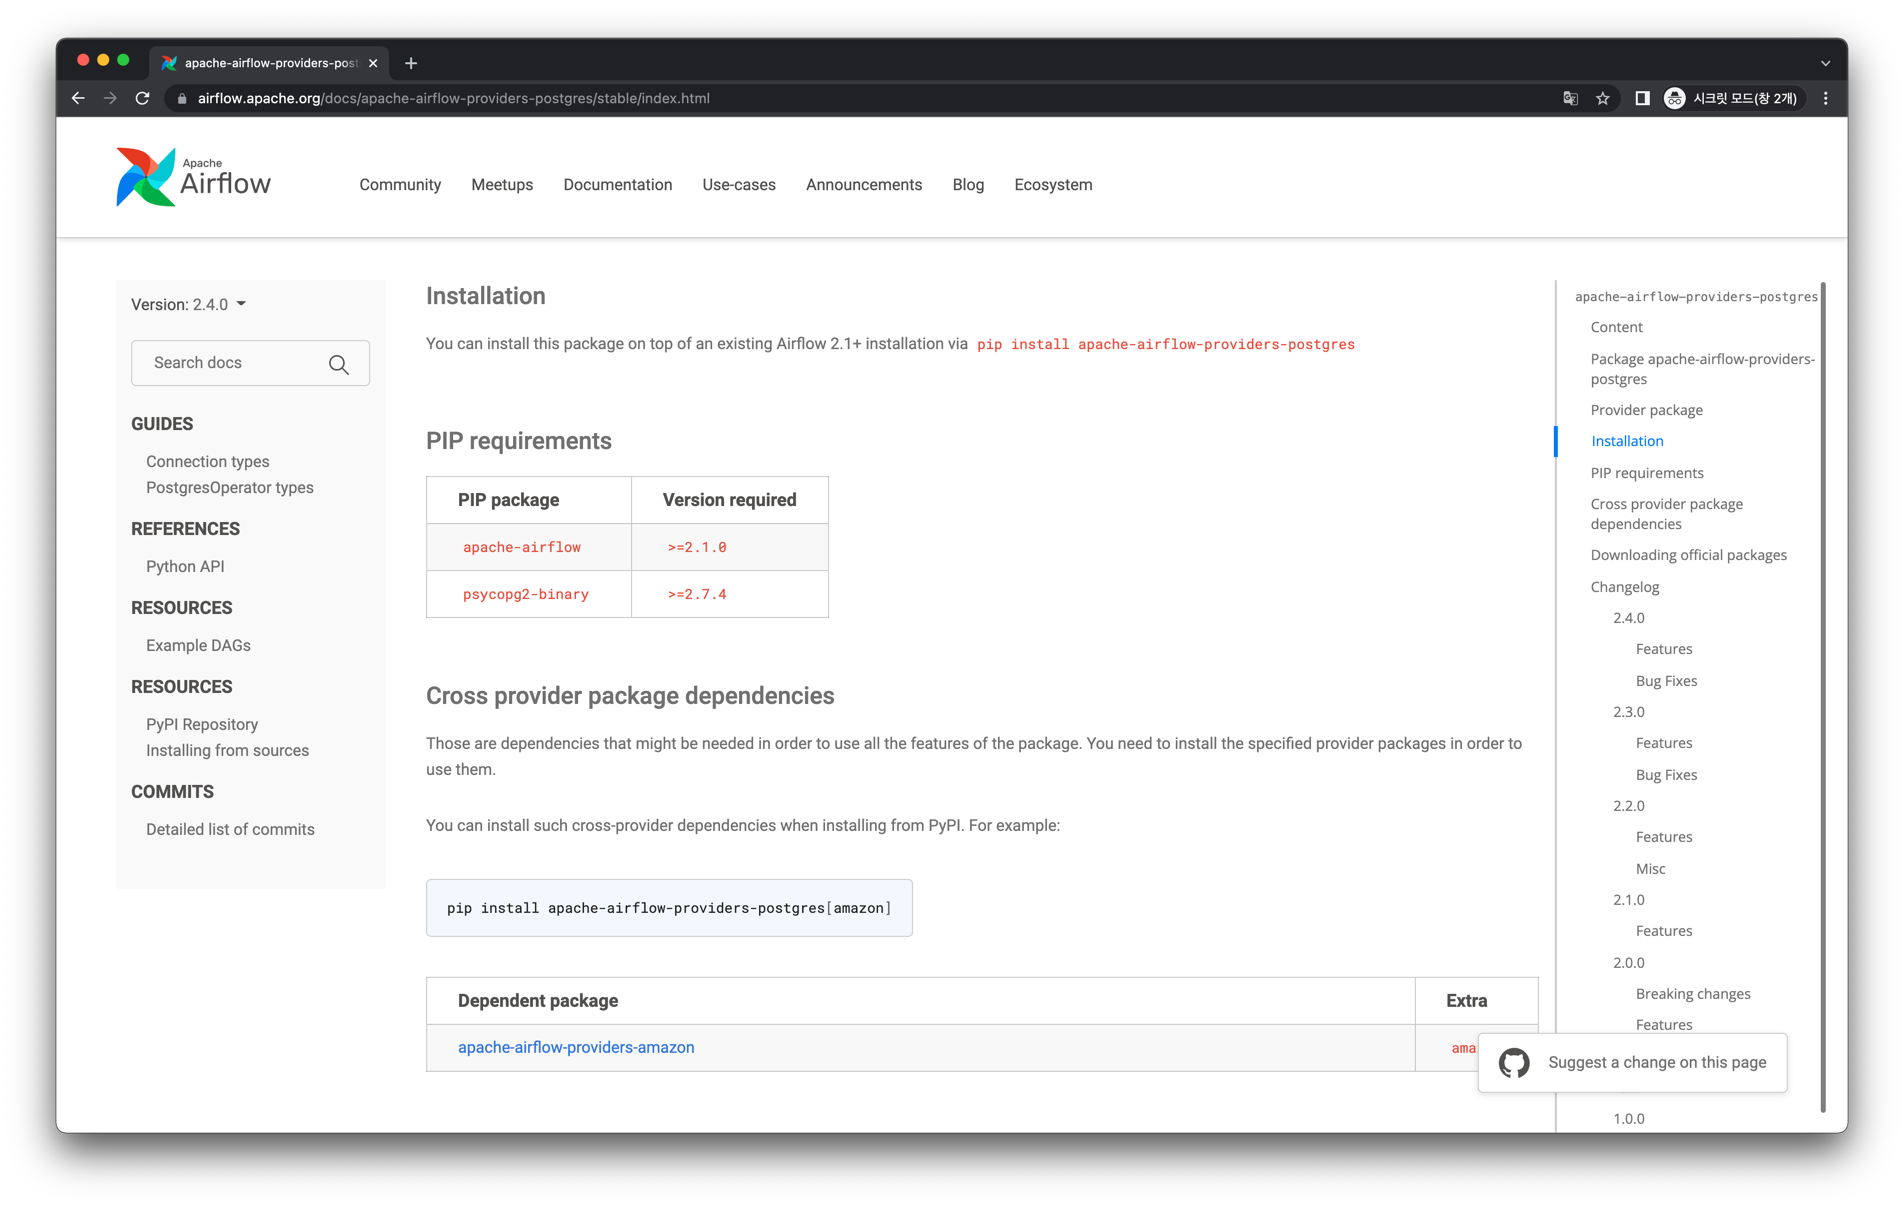 apache-airflow-providers-post
airflow.apache.org/docs/apache-airflow-providers-postgres/stable/index.html
시크릿 모드(창 2개)
Apache
Airflow
Community Meetups Documentation Use-cases Announcements Blog Ecosystem
Version: 2.4.0
Search docs
GUIDES
Connection types
PostgresOperator types
REFERENCES
Python API
RESOURCES
Example DAGs
RESOURCES
PyPI Repository
Installing from sources
COMMITS
Detailed list of commits
Installation
You can install this package on top of an existing Airflow 2.1+ installation via pip install apache-airflow-providers-postgres
PIP requirements
PIP package Version required
apache-airflow >=2.1.0
psycopg2-binary >=2.7.4
Cross provider package dependencies
Those are dependencies that might be needed in order to use all the features of the package. You need to install the specified provider packages in order to
use them.
You can install such cross-provider dependencies when installing from PyPI. For example:
pip install apache-airflow-providers-postgres[amazon]
Dependent package Extra
apache-airflow-providers-amazon ama
apache-airflow-providers-postgres
Content
Package apache-airflow-providers-
postgres
Provider package
Installation
PIP requirements
Cross provider package
dependencies
Downloading official packages
Changelog
2.4.0
Features
Bug Fixes
2.3.0
Features
Bug Fixes
2.2.0
Features
Misc
2.1.0
Features
2.0.0
Breaking changes
Features
Suggest a change on this page
1.0.0